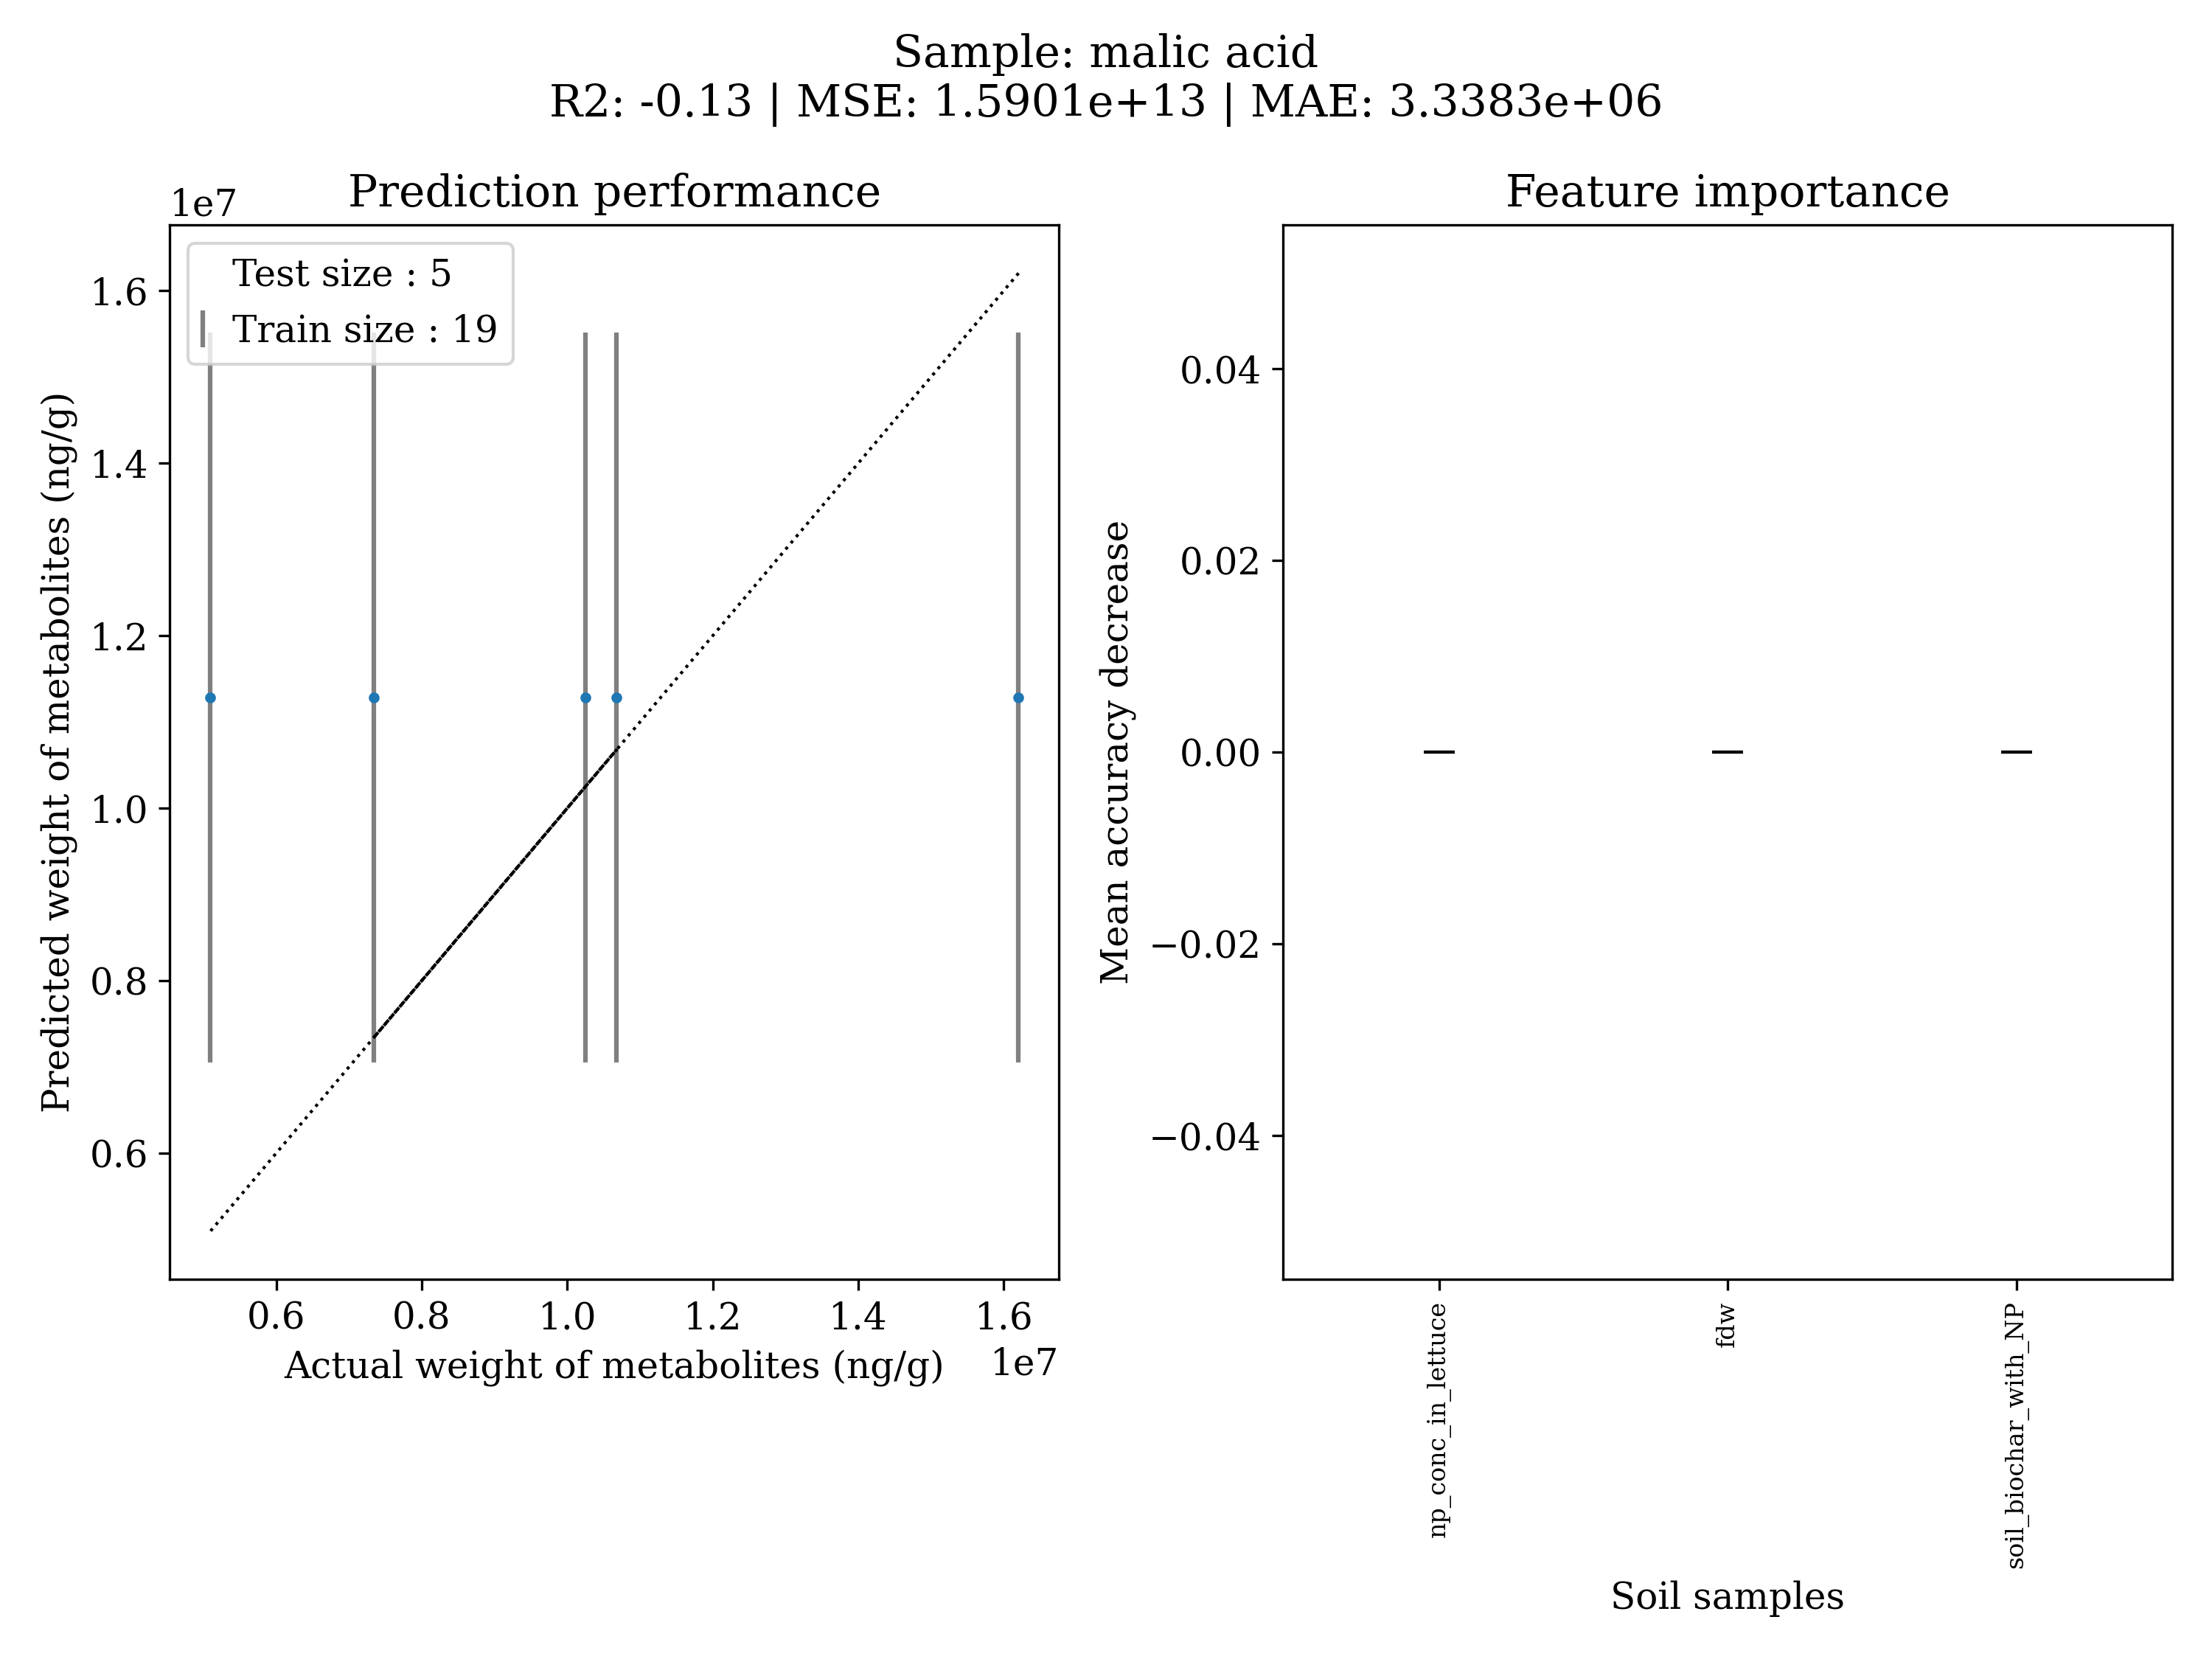 Sample: malic acid
R2: -0.13 | MSE: 1.5901e+13 | MAE: 3.3383e+06
Prediction performance
1e7
Test size : 5
Train size : 19
1.6
1.4
1.2
1.0
0.8
0.6
Predicted weight of metabolites (ng/g)
0.6 0.8 1.0 1.2 1.4 1.6
Actual weight of metabolites (ng/g)
1e7
Feature importance
0.04
0.02
0.00
−0.02
−0.04
Mean accuracy decrease
np_conc_in_lettuce
fdw
soil_biochar_with_NP
Soil samples